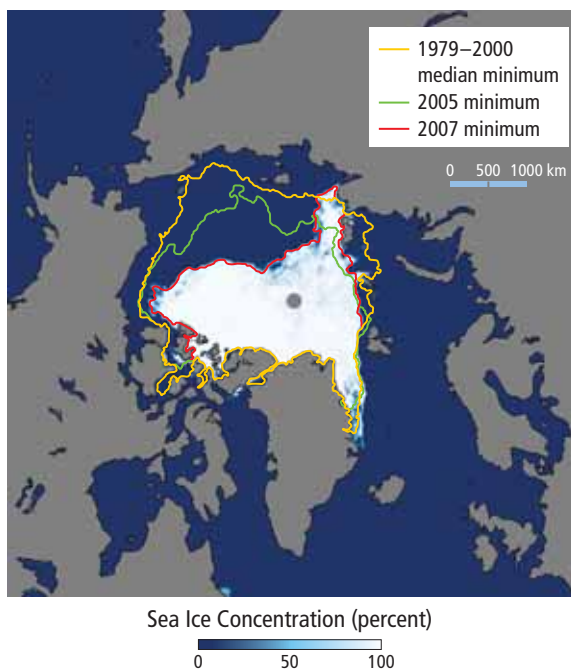 1979–2000
median minimum
2005 minimum
2007 minimum
0 500 1000 km
Sea Ice Concentration (percent)
0 50 100